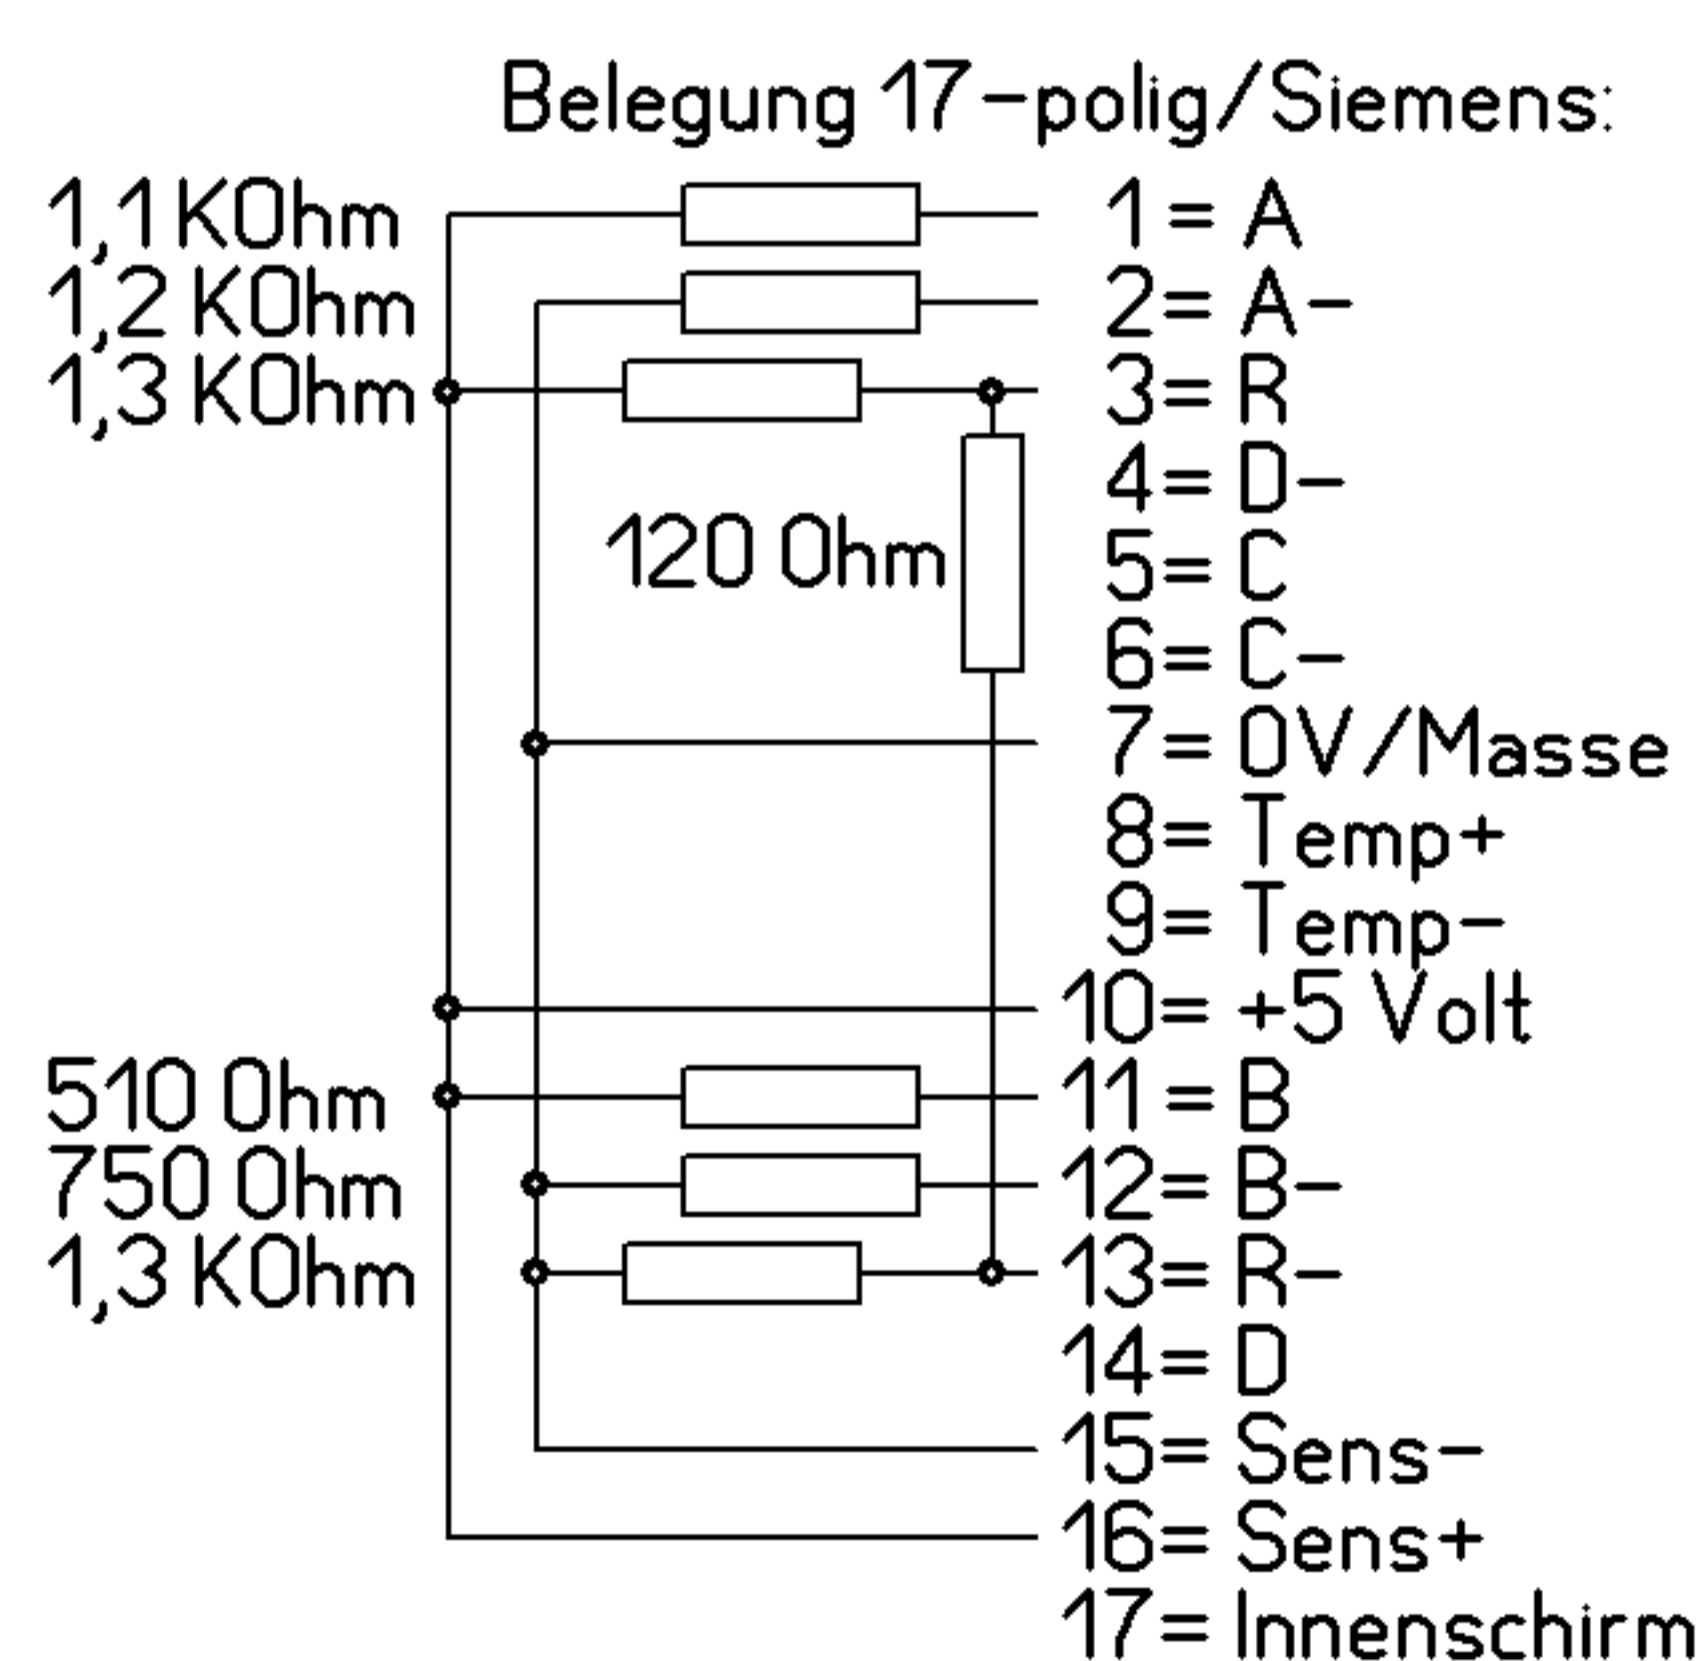 Belegung 17-polig/Siemens:
1,1 KOhm 1= A
1,2 KOhm 2= A-
1,3 KOhm 3= R
4= D-
120 Ohm 5= C
6= C-
7= 0V/Masse
8= Temp+
9= Temp-
10= +5 Volt
510 Ohm 11= B
750 Ohm 12= B-
1,3 KOhm 13= R-
14= D
15= Sens-
16= Sens+
17= Innenschirm